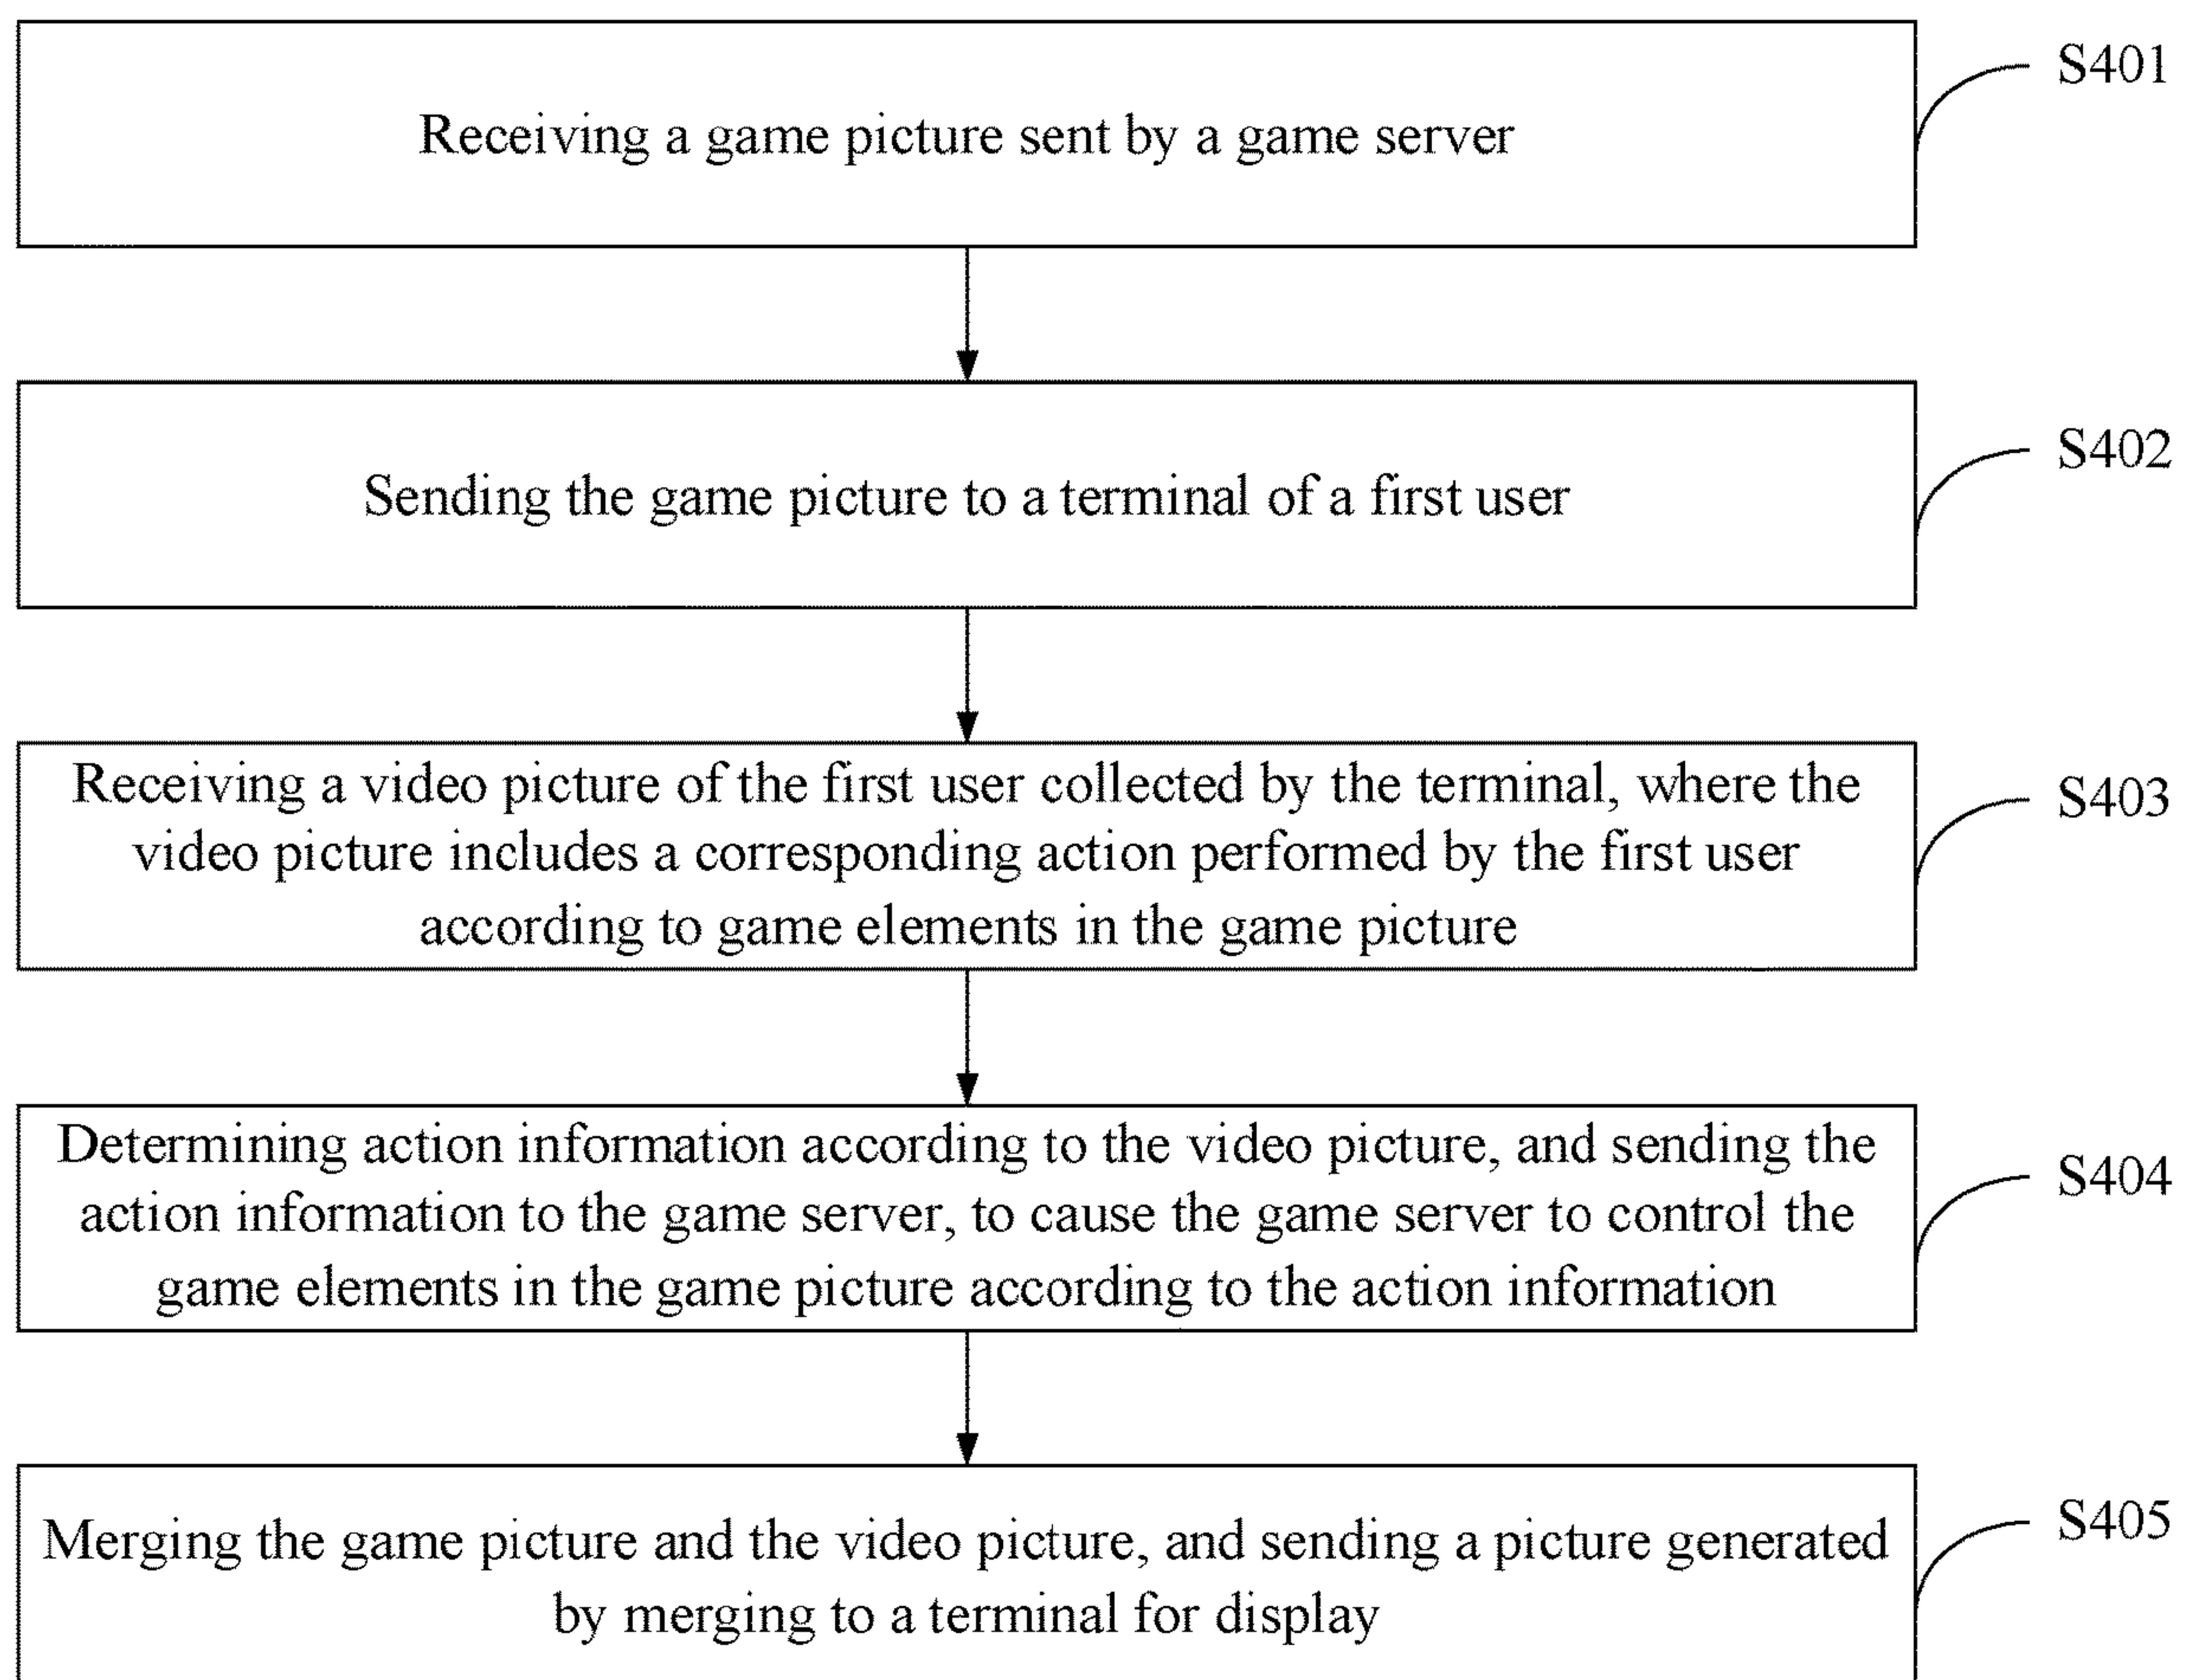 Receiving a game picture sent by a game server
S401
Sending the game picture to a terminal of a first user
S402
Receiving a video picture of the first user collected by the terminal, where the
video picture includes a corresponding action performed by the first user
according to game elements in the game picture
S403
Determining action information according to the video picture, and sending the
action information to the game server, to cause the game server to control the
game elements in the game picture according to the action information
S404
Merging the game picture and the video picture, and sending a picture generated
by merging to a terminal for display
S405